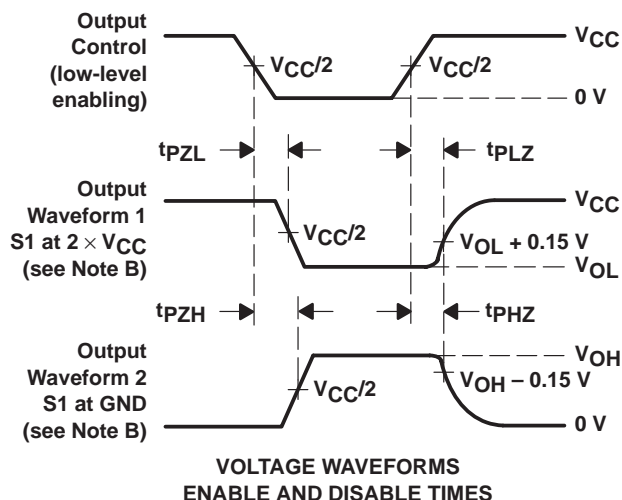 Output
Control
(low-level
enabling)
VCC/2
VCC/2
VCC
0 V
tPZL
tPLZ
Output
Waveform 1
S1 at 2 × VCC
(see Note B)
VCC/2
VCC
VOL + 0.15 V
VOL
tPZH
tPHZ
Output
Waveform 2
S1 at GND
(see Note B)
VCC/2
VOH
VOH − 0.15 V
0 V
VOLTAGE WAVEFORMS
ENABLE AND DISABLE TIMES